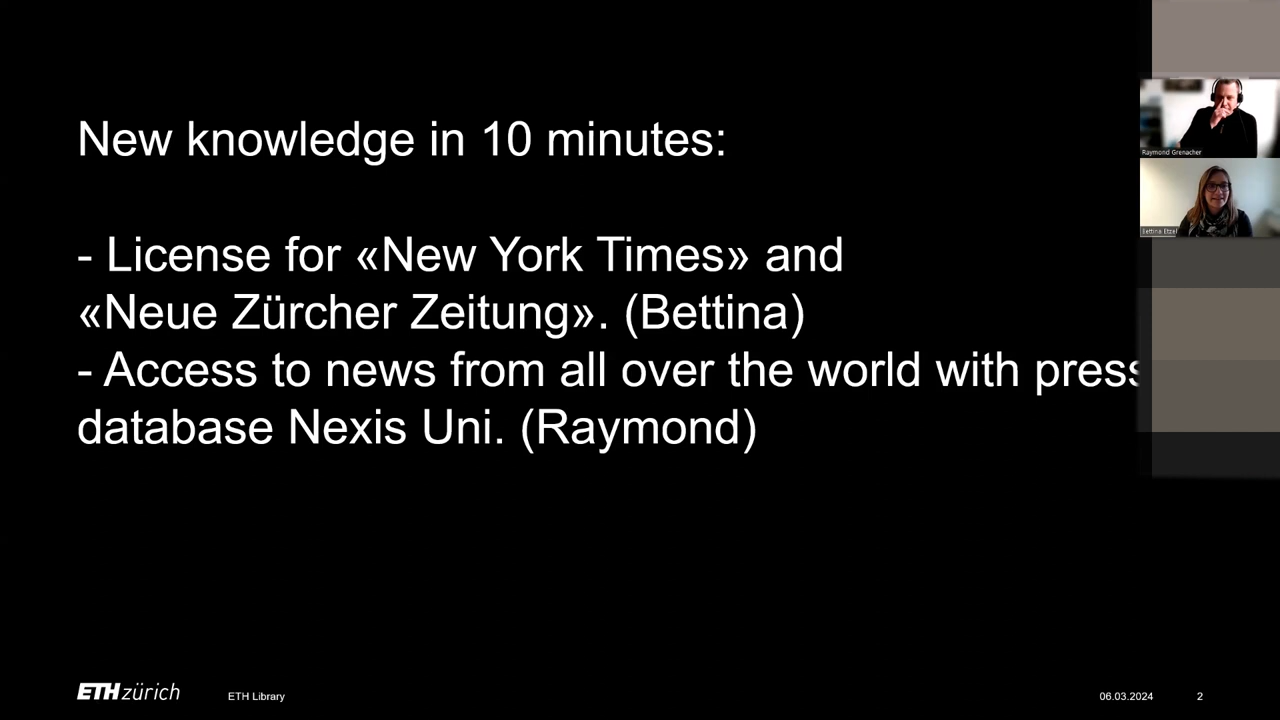 New knowledge in 10 minutes:
- License for «New York Times» and
«Neue Zürcher Zeitung». (Bettina)
- Access to news from all over the world with press
database Nexis Uni. (Raymond)
Raymond Grenacher
Bettina Etzel
ETH zürich
ETH Library
06.03.2024
2